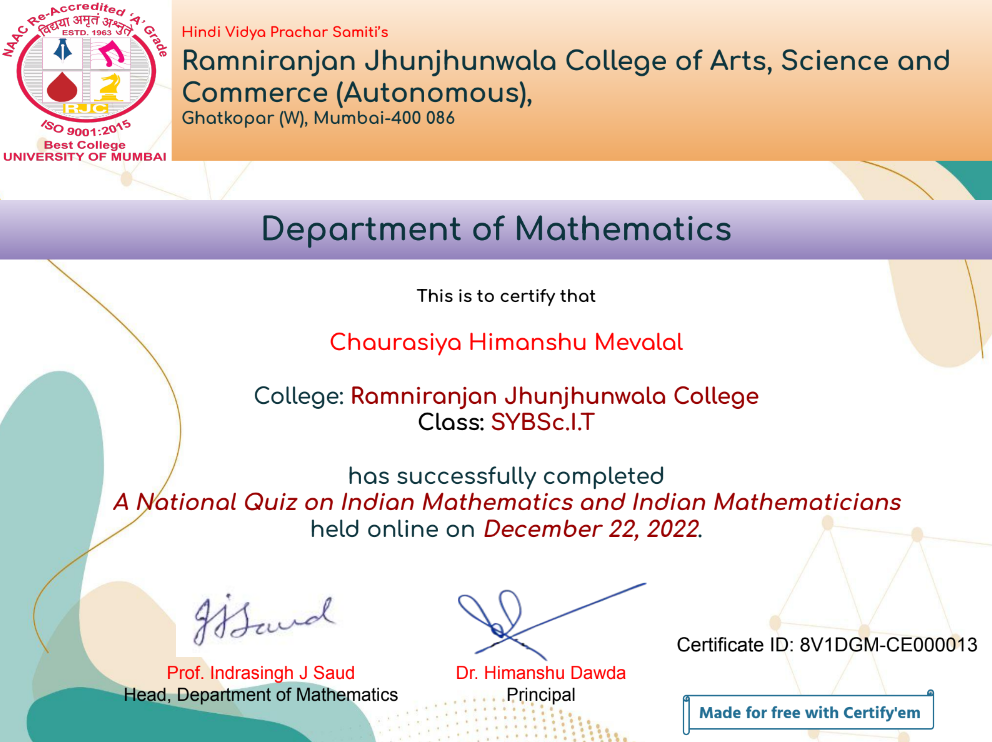 NAAC Re-Accredited 'A' Grade
विद्यया अमृतं अश्नुते
ESTD. 1963
RJC
ISO 9001:2015
Best College
UNIVERSITY OF MUMBAI
Hindi Vidya Prachar Samiti's
Ramniranjan Jhunjhunwala College of Arts, Science and
Commerce (Autonomous),
Ghatkopar (W), Mumbai-400 086
Department of Mathematics
This is to certify that
Chaurasiya Himanshu Mevalal
College: Ramniranjan Jhunjhunwala College
Class: SYBSc.I.T
has successfully completed
A National Quiz on Indian Mathematics and Indian Mathematicians
held online on December 22, 2022.
IJSaud
Certificate ID: 8V1DGM-CE000013
Prof. Indrasingh J Saud
Dr. Himanshu Dawda
Head, Department of Mathematics
Principal
Made for free with Certify'em